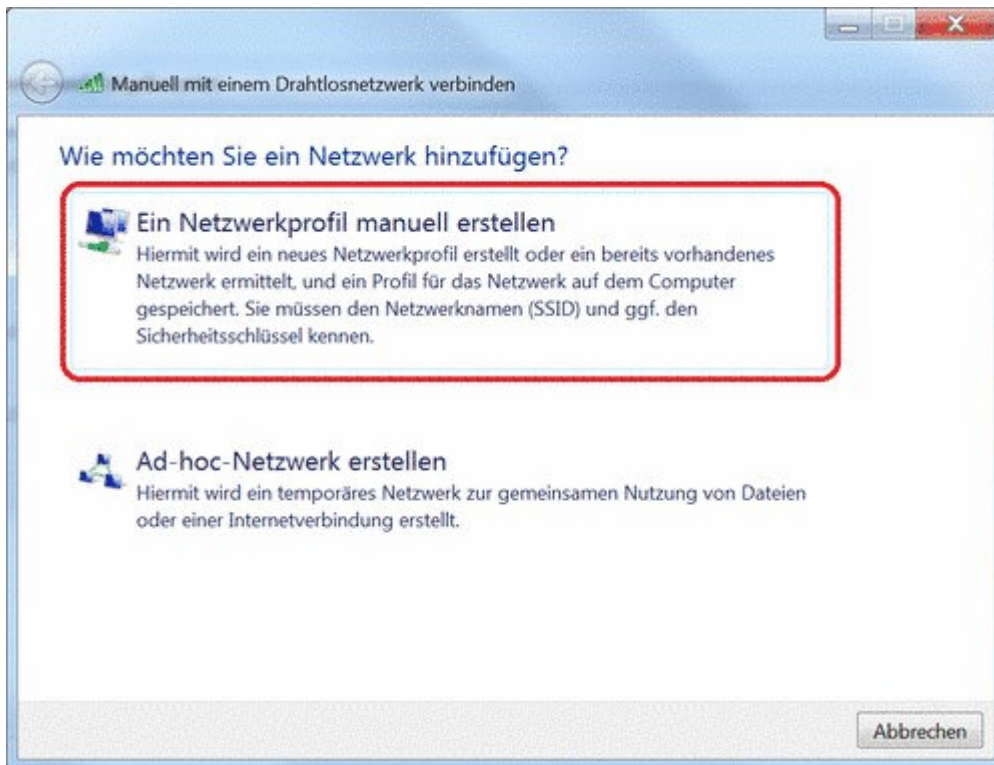 Manuell mit einem Drahtlosnetzwerk verbinden
Wie möchten Sie ein Netzwerk hinzufügen?
Ein Netzwerkprofil manuell erstellen
Hiermit wird ein neues Netzwerkprofil erstellt oder ein bereits vorhandenes
Netzwerk ermittelt, und ein Profil für das Netzwerk auf dem Computer
gespeichert. Sie müssen den Netzwerknamen (SSID) und ggf. den
Sicherheitsschlüssel kennen.
Ad-hoc-Netzwerk erstellen
Hiermit wird ein temporäres Netzwerk zur gemeinsamen Nutzung von Dateien
oder einer Internetverbindung erstellt.
Abbrechen